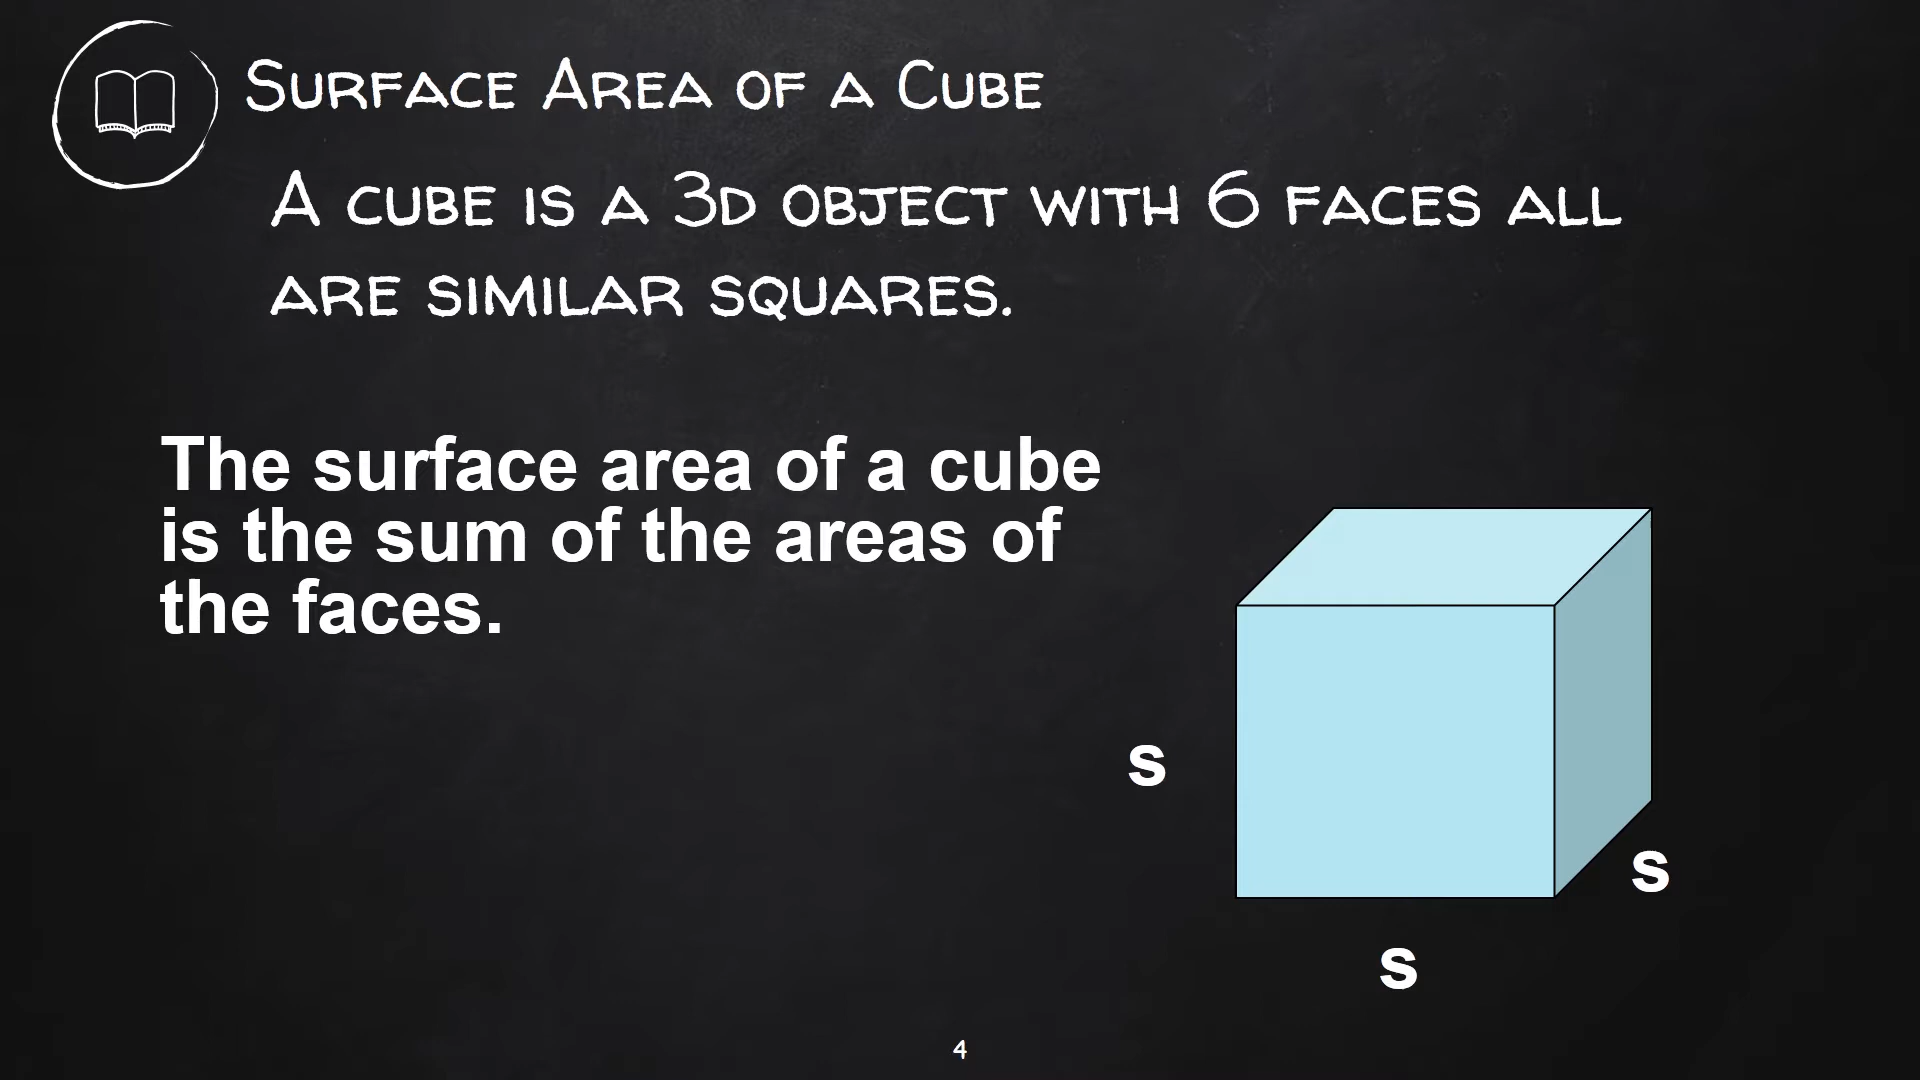 Surface Area of a Cube
A cube is a 3d object with 6 faces all
are similar squares.
The surface area of a cube
is the sum of the areas of
the faces.
s
s
s
4